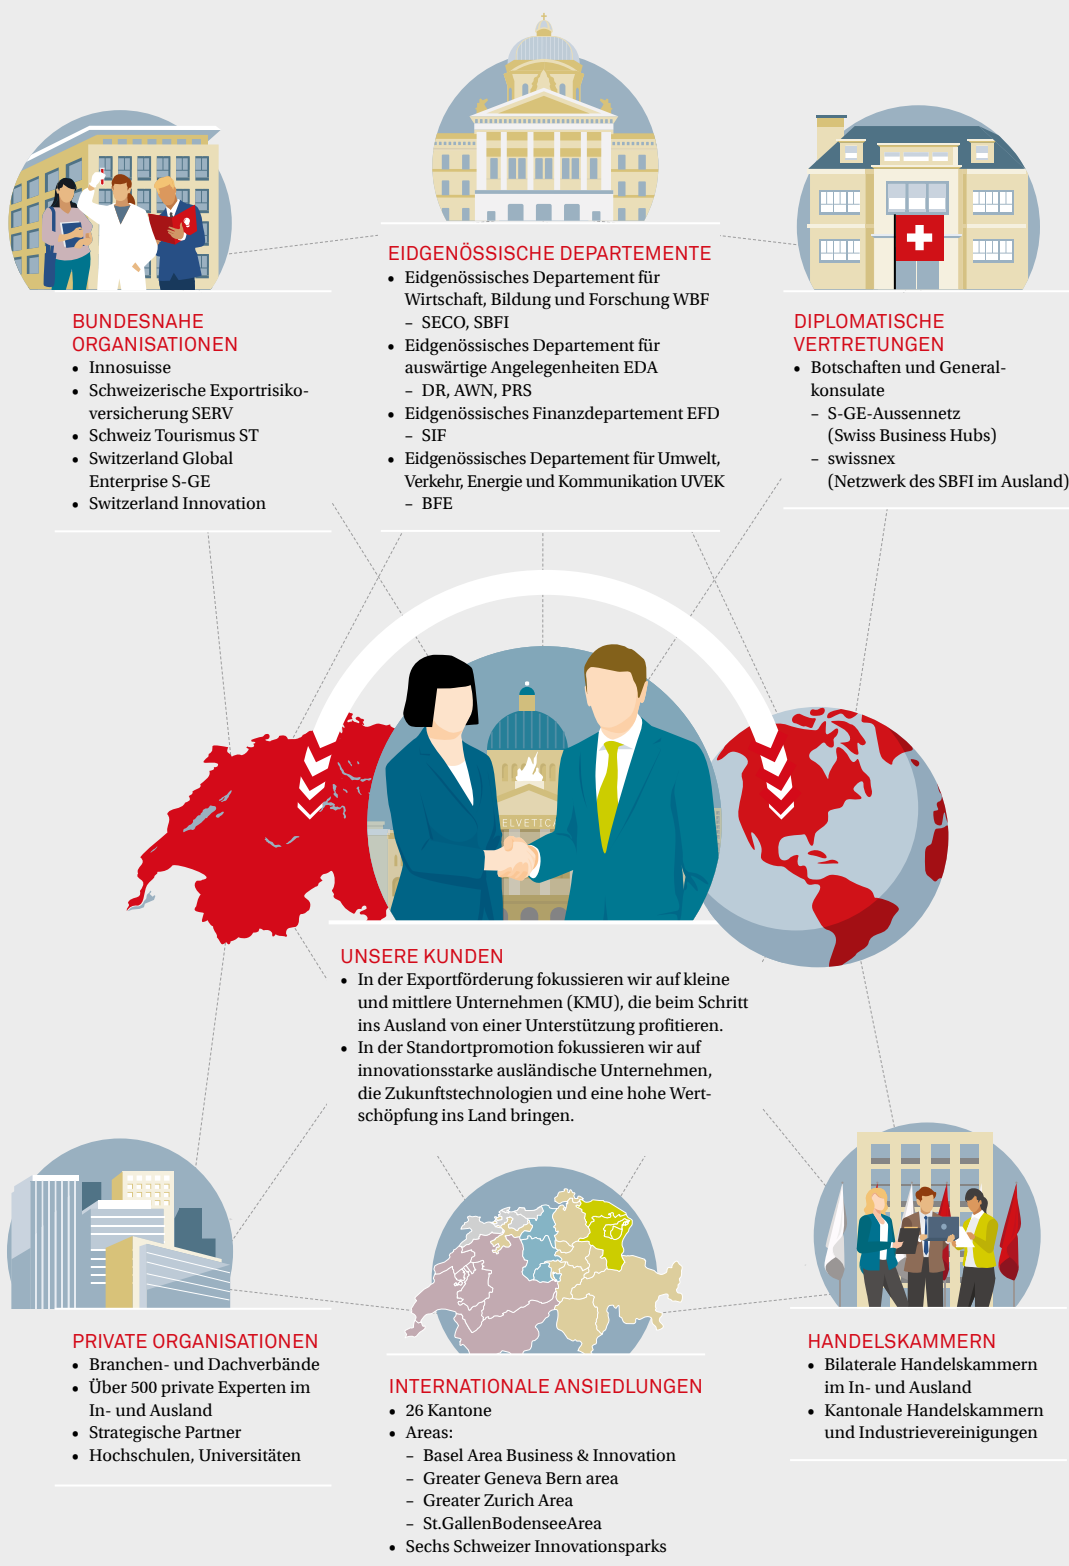 EIDGENÖSSISCHE DEPARTEMENTE
• Eidgenössisches Departement für
Wirtschaft, Bildung und Forschung WBF
– SECO, SBFI
• Eidgenössisches Departement für
auswärtige Angelegenheiten EDA
– DR, AWN, PRS
• Eidgenössisches Finanzdepartement EFD
– SIF
• Eidgenössisches Departement für Umwelt,
Verkehr, Energie und Kommunikation UVEK
– BFE
BUNDESNAHE
ORGANISATIONEN
• Innosuisse
• Schweizerische Exportrisiko-
versicherung SERV
• Schweiz Tourismus ST
• Switzerland Global
Enterprise S-GE
• Switzerland Innovation
DIPLOMATISCHE
VERTRETUNGEN
• Botschaften und General-
konsulate
– S-GE-Aussennetz
(Swiss Business Hubs)
– swissnex
(Netzwerk des SBFI im Ausland)
ELVETIC
UNSERE KUNDEN
• In der Exportförderung fokussieren wir auf kleine
und mittlere Unternehmen (KMU), die beim Schritt
ins Ausland von einer Unterstützung profitieren.
• In der Standortpromotion fokussieren wir auf
innovationsstarke ausländische Unternehmen,
die Zukunftstechnologien und eine hohe Wert-
schöpfung ins Land bringen.
PRIVATE ORGANISATIONEN
• Branchen- und Dachverbände
• Über 500 private Experten im
In- und Ausland
• Strategische Partner
• Hochschulen, Universitäten
INTERNATIONALE ANSIEDLUNGEN
• 26 Kantone
• Areas:
– Basel Area Business & Innovation
– Greater Geneva Bern area
– Greater Zurich Area
– St.GallenBodenseeArea
• Sechs Schweizer Innovationsparks
HANDELSKAMMERN
• Bilaterale Handelskammern
im In- und Ausland
• Kantonale Handelskammern
und Industrievereinigungen